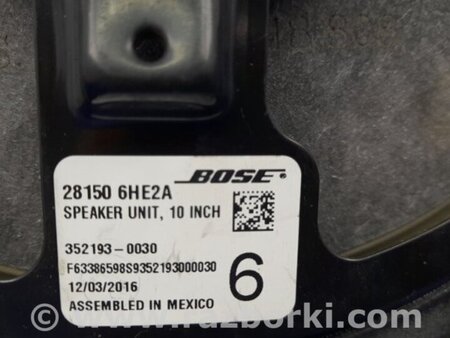 BOSE
28150 6HE2A
SPEAKER UNIT, 10 INCH
352193-0030
F63386598S9352193000030
12/03/2016
6
ASSEMBLED IN MEXICO
www.razborki.com